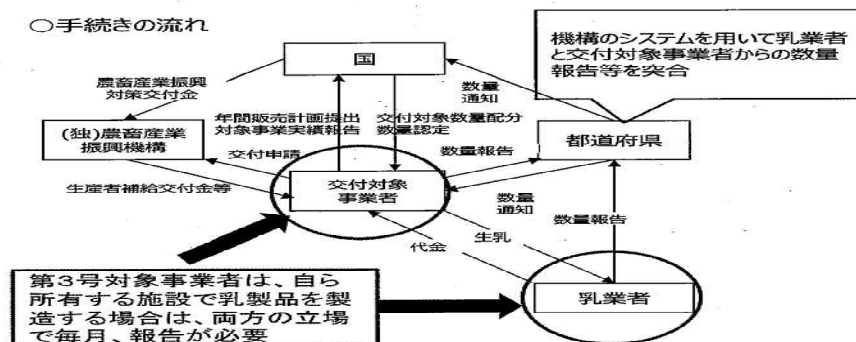 ○手続きの流れ
機構のシステムを用いて乳業者
と交付対象事業者からの数量
報告等を突合
国
農畜産業振興
対策交付金
数量
通知
年間販売計画提出
対象事業実績報告
交付対象数量配分
数量認定
(独)農畜産業
振興機構
都道府県
交付申請
数量報告
生産者補給交付金等
交付対象
事業者
数量
通知
数量報告
生乳
代金
第3号対象事業者は、自ら
所有する施設で乳製品を製
造する場合は、両方の立場
で毎月、報告が必要
乳業者